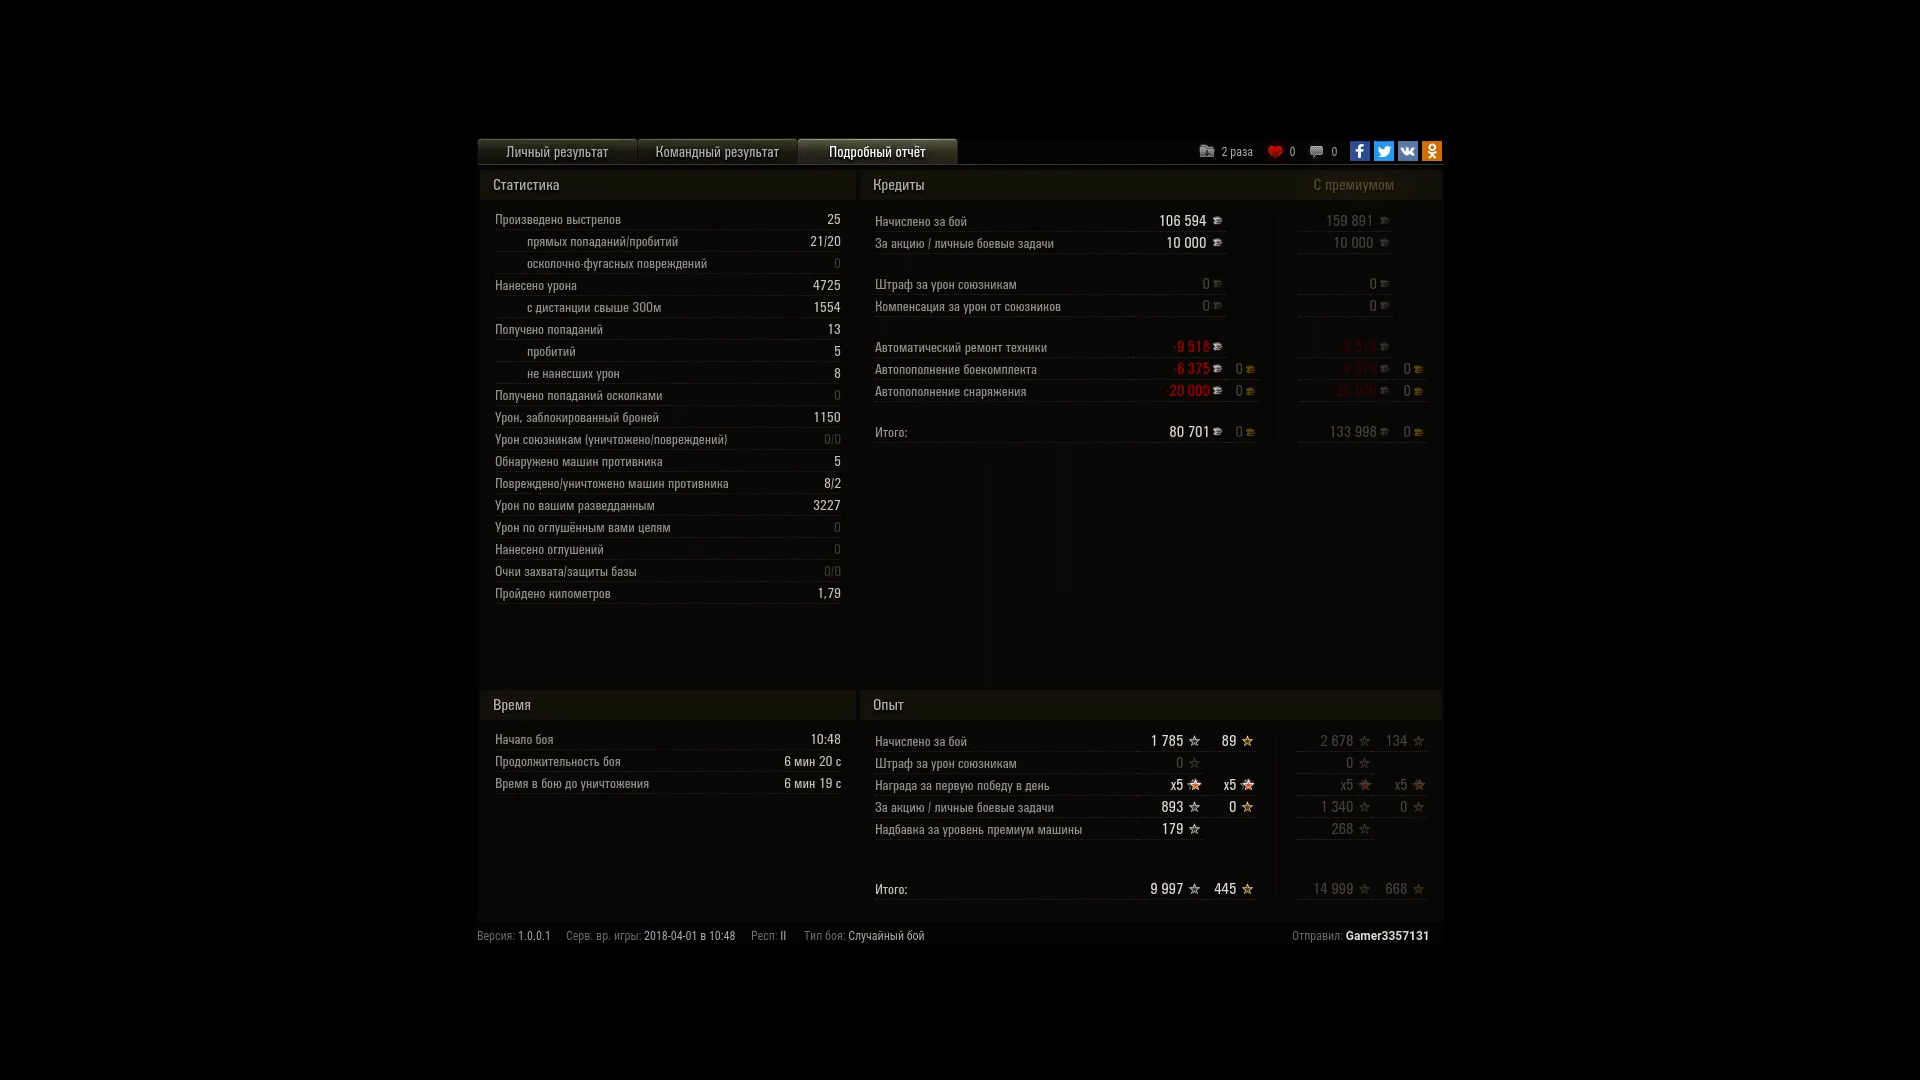 Личный результат Командный результат Подробный отчёт 2 раза 0 0
Статистика
Произведено выстрелов 25
прямых попаданий/пробитий 21/20
осколочно-фугасных повреждений 0
Нанесено урона 4725
с дистанции свыше 300м 1554
Получено попаданий 13
пробитий 5
не нанесших урон 8
Получено попаданий осколками 0
Урон, заблокированный броней 1150
Урон союзникам (уничтожено/повреждений) 0/0
Обнаружено машин противника 5
Повреждено/уничтожено машин противника 8/2
Урон по вашим разведданным 3227
Урон по оглушённым вами целям 0
Нанесено оглушений 0
Очки захвата/защиты базы 0/0
Пройдено километров 1,79
Кредиты С премиумом
Начислено за бой 106 594 159 891
За акцию / личные боевые задачи 10 000 10 000
Штраф за урон союзникам 0 0
Компенсация за урон от союзников 0 0
Автоматический ремонт техники -9 518 -9 518
Автопополнение боекомплекта -6 375 0 -6 375 0
Автопополнение снаряжения -20 000 0 -20 000 0
Итого: 80 701 0 133 998 0
Время
Начало боя 10:48
Продолжительность боя 6 мин 20 с
Время в бою до уничтожения 6 мин 19 с
Опыт
Начислено за бой 1 785 89 2 678 134
Штраф за урон союзникам 0 0
Награда за первую победу в день x5 x5 x5 x5
За акцию / личные боевые задачи 893 0 1 340 0
Надбавка за уровень премиум машины 179 268
Итого: 9 997 445 14 999 668
Версия: 1.0.0.1 Серв. вр. игры: 2018-04-01 в 10:48 Респ: II Тип боя: Случайный бой Отправил: Gamer3357131